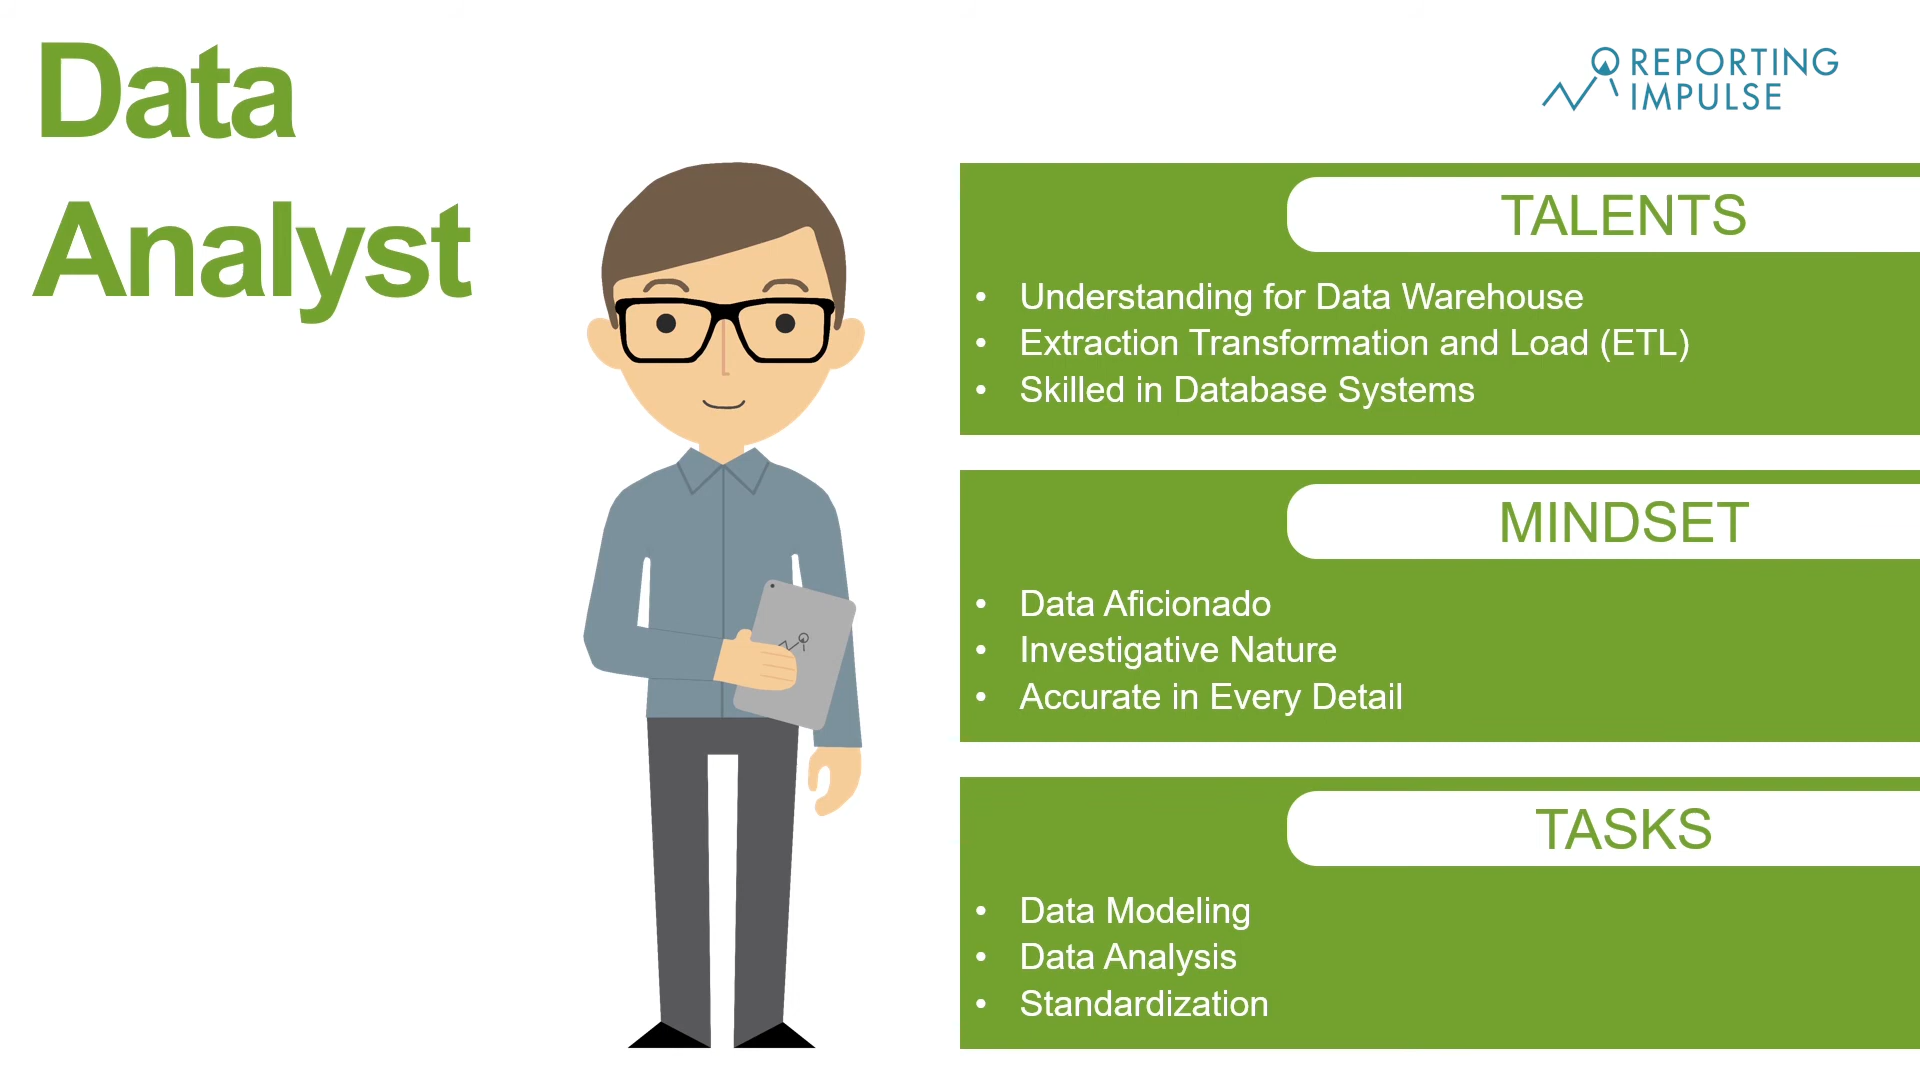 Data
Analyst
REPORTING
IMPULSE
TALENTS
• Understanding for Data Warehouse
• Extraction Transformation and Load (ETL)
• Skilled in Database Systems
MINDSET
• Data Aficionado
• Investigative Nature
• Accurate in Every Detail
TASKS
• Data Modeling
• Data Analysis
• Standardization